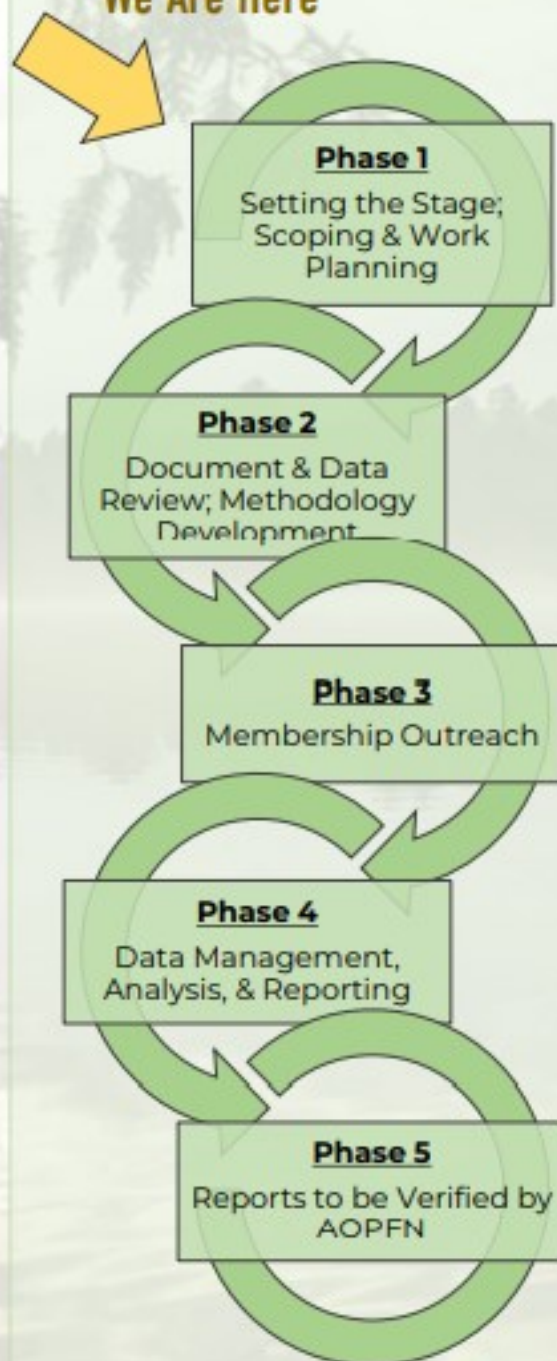 We Are here
Phase 1
Setting the Stage;
Scoping & Work
Planning
Phase 2
Document & Data
Review; Methodology
Development
Phase 3
Membership Outreach
Phase 4
Data Management,
Analysis, & Reporting
Phase 5
Reports to be Verified by
AOPFN